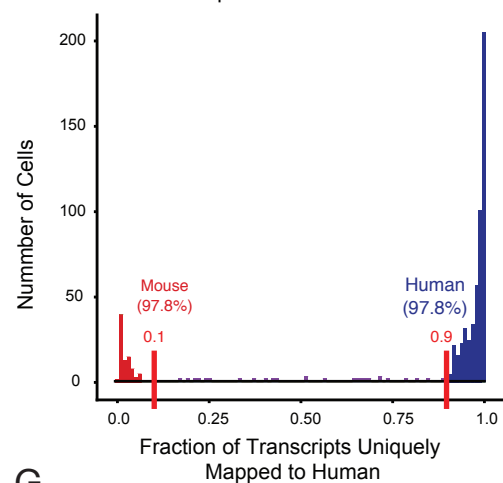 200
150
100
50
0
Nummber of Cells
Mouse
(97.8%)
0.1
Human
(97.8%)
0.9
0.0
0.25
0.50
0.75
1.0
Fraction of Transcripts Uniquely
Mapped to Human
G